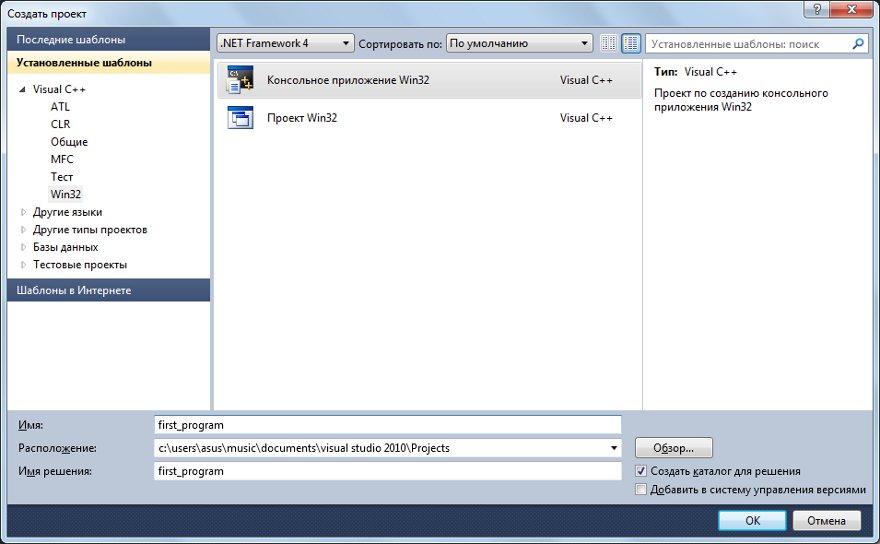 Создать проект
Последние шаблоны
Установленные шаблоны
Visual C++
ATL
CLR
Общие
MFC
Тест
Win32
Другие языки
Другие типы проектов
Базы данных
Тестовые проекты
Шаблоны в Интернете
.NET Framework 4 Сортировать по: По умолчанию
Консольное приложение Win32 Visual C++
Проект Win32 Visual C++
Установленные шаблоны: поиск
Тип: Visual C++
Проект по созданию консольного
приложения Win32
Имя: first_program
Расположение: c:\users\asus\music\documents\visual studio 2010\Projects Обзор...
Имя решения: first_program
Создать каталог для решения
Добавить в систему управления версиями
ОК Отмена